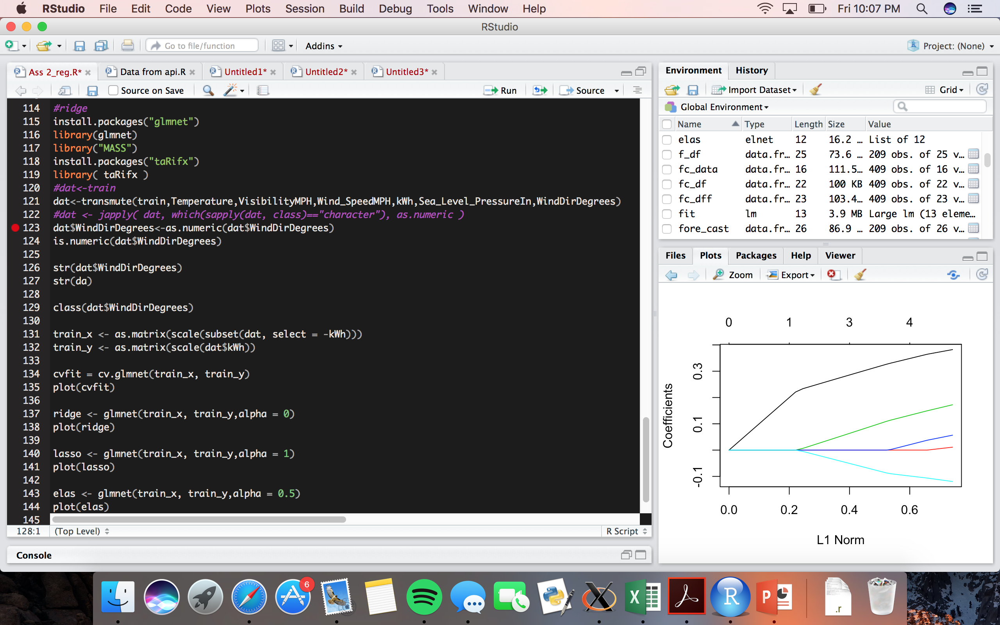 RStudio File Edit Code View Plots Session Build Debug Tools Window Help Fri 10:07 PM
RStudio
Go to file/function Addins Project: (None)
Ass 2_reg.R* Data from api.R Untitled1* Untitled2* Untitled3*
Source on Save Run Source
114 #ridge
115 install.packages("glmnet")
116 library(glmnet)
117 library("MASS")
118 install.packages("taRifx")
119 library( taRifx )
120 #dat<-train
121 dat<-transmute(train,Temperature,VisibilityMPH,Wind_SpeedMPH,kWh,Sea_Level_PressureIn,WindDirDegrees)
122 #dat <- japply( dat, which(sapply(dat, class)=="character"), as.numeric )
123 dat$WindDirDegrees<-as.numeric(dat$WindDirDegrees)
124 is.numeric(dat$WindDirDegrees)
125
126 str(dat$WindDirDegrees)
127 str(da)
128
129 class(dat$WindDirDegrees)
130
131 train_x <- as.matrix(scale(subset(dat, select = -kWh)))
132 train_y <- as.matrix(scale(dat$kWh))
133
134 cvfit = cv.glmnet(train_x, train_y)
135 plot(cvfit)
136
137 ridge <- glmnet(train_x, train_y,alpha = 0)
138 plot(ridge)
139
140 lasso <- glmnet(train_x, train_y,alpha = 1)
141 plot(lasso)
142
143 elas <- glmnet(train_x, train_y,alpha = 0.5)
144 plot(elas)
145
128:1 (Top Level) R Script
Console
Environment History
Import Dataset Grid
Global Environment
Name Type Length Size Value
elas elnet 12 16.2 … List of 12
f_df data.fr… 25 73.6 … 209 obs. of 25 v…
fc_data data.fr… 16 111.5… 409 obs. of 16 v…
fc_df data.fr… 22 100 KB 409 obs. of 22 v…
fc_dff data.fr… 23 103.4… 409 obs. of 23 v…
fit lm 13 3.9 MB Large lm (13 eleme…
fore_cast data.fr… 26 86.9 … 209 obs. of 26 v…
Files Plots Packages Help Viewer
Zoom Export
0 1 3 4
Coefficients
0.3
0.1
-0.1
0.0 0.2 0.4 0.6
L1 Norm
6
X
R
P
.r